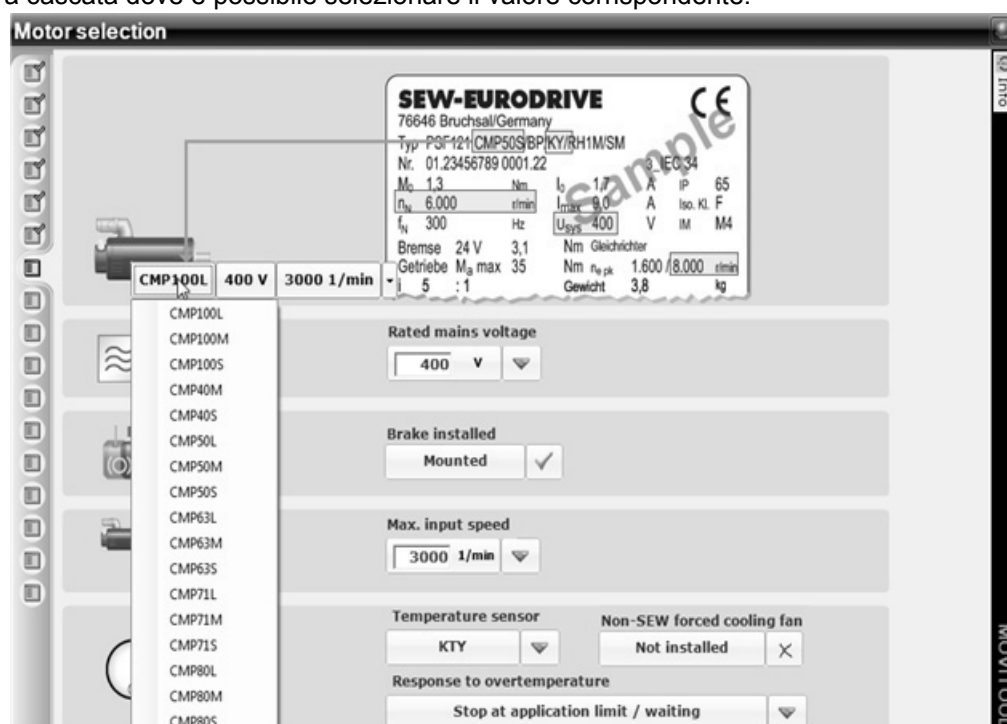 a cascata dove è possibile selezionare il valore corrispondente.
Motor selection
Info
SEW-EURODRIVE CE
76646 Bruchsal/Germany
Typ PSF121 CMP50S/BP/KY/RH1M/SM
Nr. 01.23456789 0001.22 3 IEC 34
M0 1,3 Nm I0 1,7 A IP 65
nN 6.000 r/min Imax 9,0 A Iso. Kl. F
fN 300 Hz Usys 400 V IM M4
Bremse 24 V 3,1 Nm Gleichrichter
Getriebe Ma max 35 Nm ne pk 1.600 / 8.000 r/min
i 5 :1 Gewicht 3,8 kg
Sample
CMP100L 400 V 3000 1/min
CMP100L
CMP100M
CMP100S
CMP40M
CMP40S
CMP50L
CMP50M
CMP50S
CMP63L
CMP63M
CMP63S
CMP71L
CMP71M
CMP71S
CMP80L
CMP80M
CMP80S
Rated mains voltage
400 V
Brake installed
Mounted
Max. input speed
3000 1/min
Temperature sensor
KTY
Non-SEW forced cooling fan
Not installed
Response to overtemperature
Stop at application limit / waiting